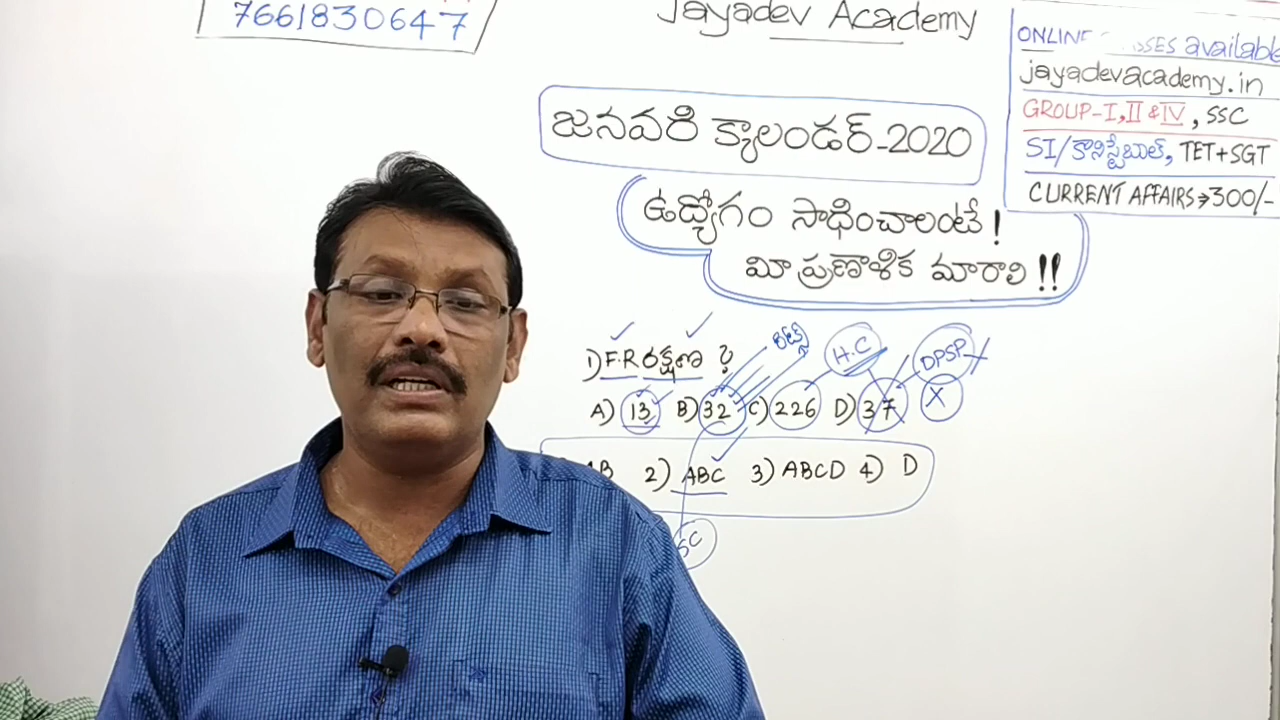 7661830647
Jayadev Academy
ONLINE available
jayadevacademy.in
GROUP-I, II & IV, SSC
SI/కానిస్టేబుల్, TET+SGT
CURRENT AFFAIRS → 300/-
జనవరి క్యాలండర్-2020
ఉద్యోగం సాధించాలంటే!
మీ ప్రణాళిక మారాలి!!
రిట్స్ H.C DPSP X
1) F.R రక్షణ ?
A) 13 B) 32 C) 226 D) 37 X
AB 2) ABC 3) ABCD 4) D
SC